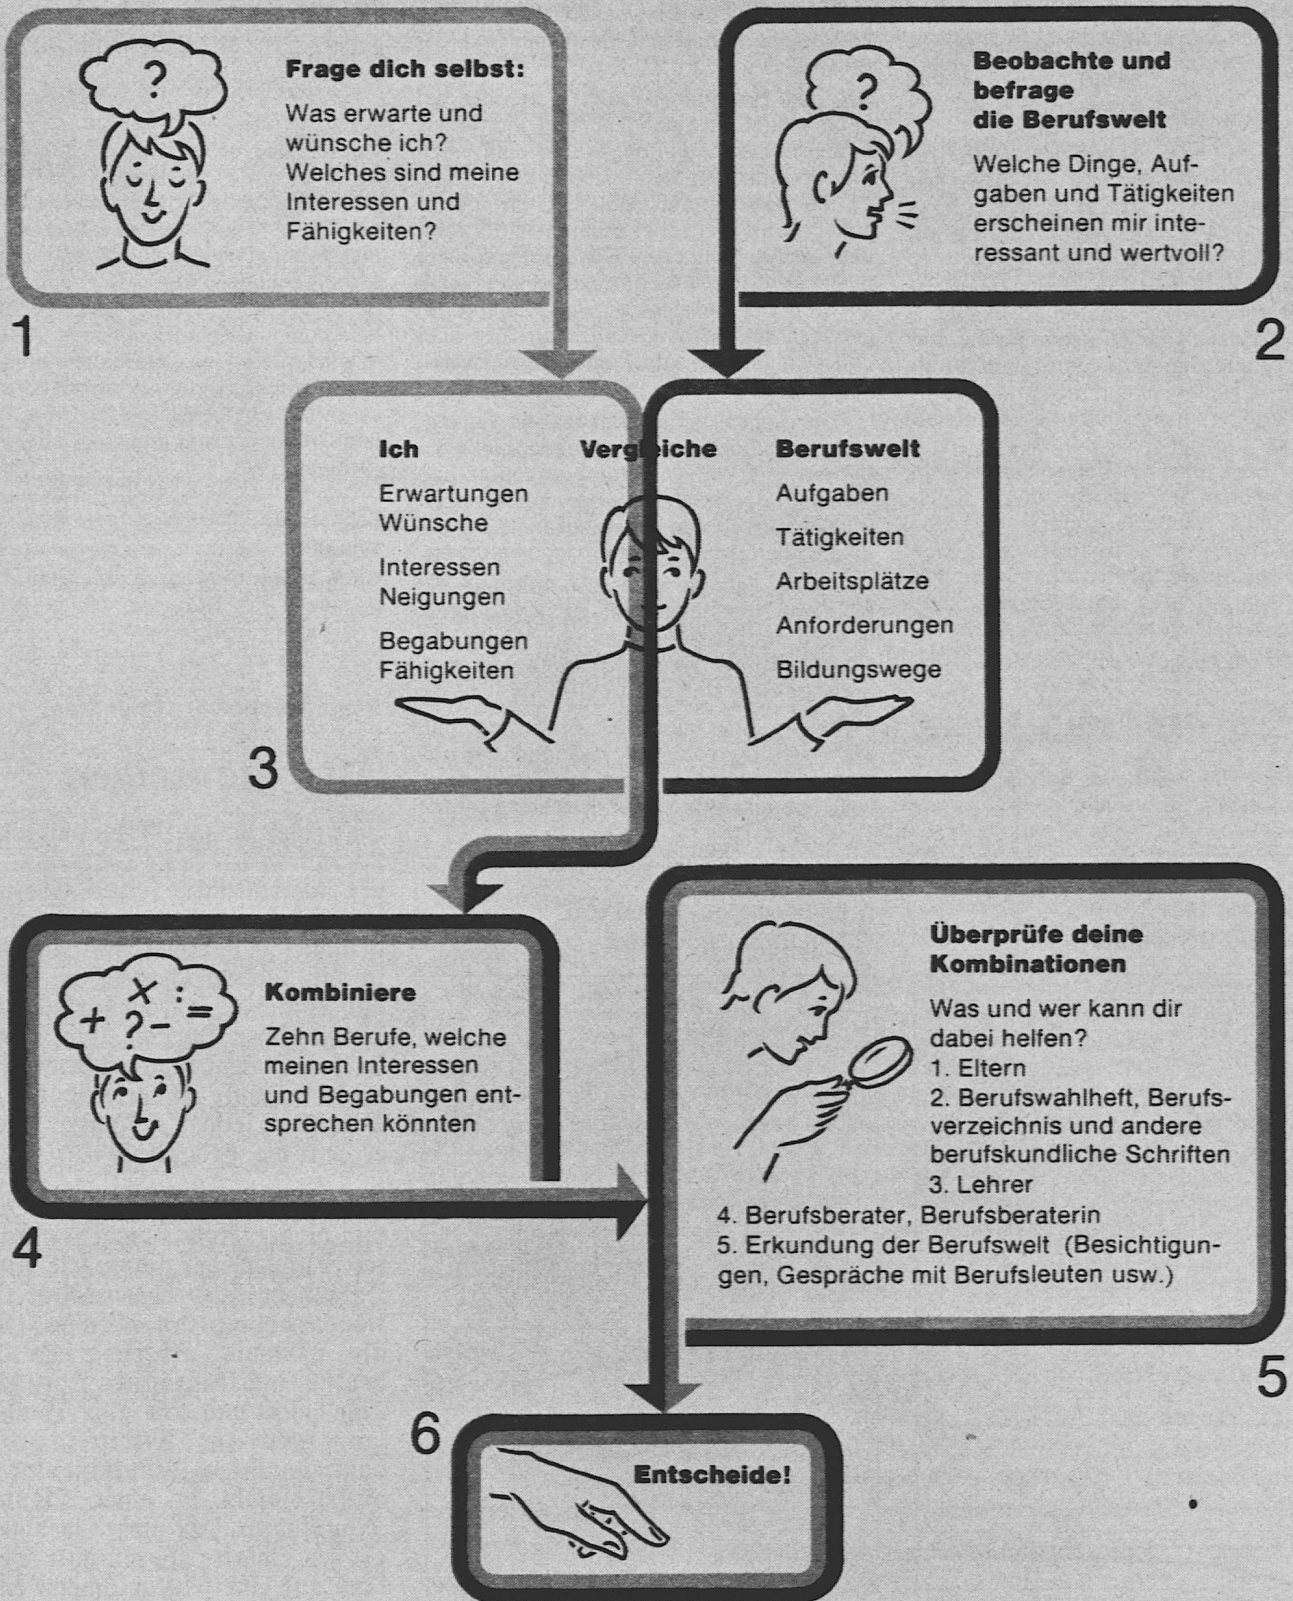 Frage dich selbst:
Was erwarte und
wünsche ich?
Welches sind meine
Interessen und
Fähigkeiten?
1
?
Beobachte und
befrage
die Berufswelt
Welche Dinge, Auf-
gaben und Tätigkeiten
erscheinen mir inte-
ressant und wertvoll?
2
?
Vergleiche
Ich
Erwartungen
Wünsche
Interessen
Neigungen
Begabungen
Fähigkeiten
Berufswelt
Aufgaben
Tätigkeiten
Arbeitsplätze
Anforderungen
Bildungswege
3
+ × : ? − =
Kombiniere
Zehn Berufe, welche
meinen Interessen
und Begabungen ent-
sprechen könnten
4
Überprüfe deine
Kombinationen
Was und wer kann dir
dabei helfen?
1. Eltern
2. Berufswahlheft, Berufs-
verzeichnis und andere
berufskundliche Schriften
3. Lehrer
4. Berufsberater, Berufsberaterin
5. Erkundung der Berufswelt (Besichtigun-
gen, Gespräche mit Berufsleuten usw.)
5
6
Entscheide!